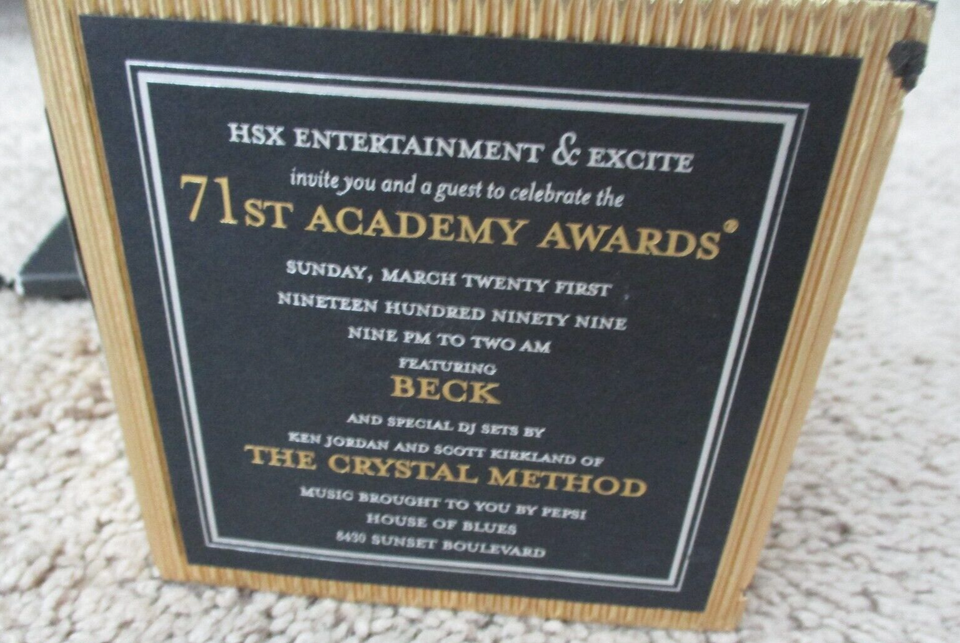 HSX ENTERTAINMENT & EXCITE
invite you and a guest to celebrate the
71ST ACADEMY AWARDS®
SUNDAY, MARCH TWENTY FIRST
NINETEEN HUNDRED NINETY NINE
NINE PM TO TWO AM
FEATURING
BECK
AND SPECIAL DJ SETS BY
KEN JORDAN AND SCOTT KIRKLAND OF
THE CRYSTAL METHOD
MUSIC BROUGHT TO YOU BY PEPSI
HOUSE OF BLUES
8430 SUNSET BOULEVARD